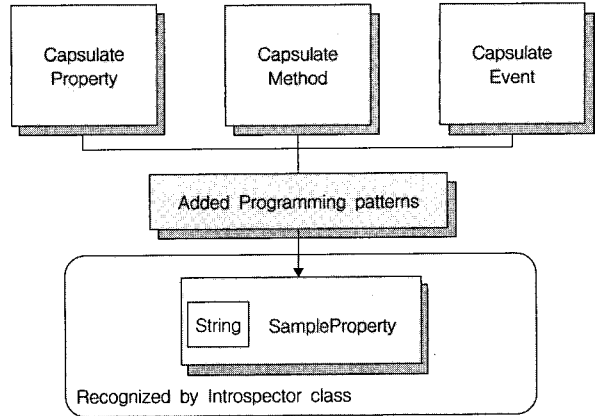 Capsulate
Property
Capsulate
Method
Capsulate
Event
Added Programming patterns
String
SampleProperty
Recognized by Introspector class